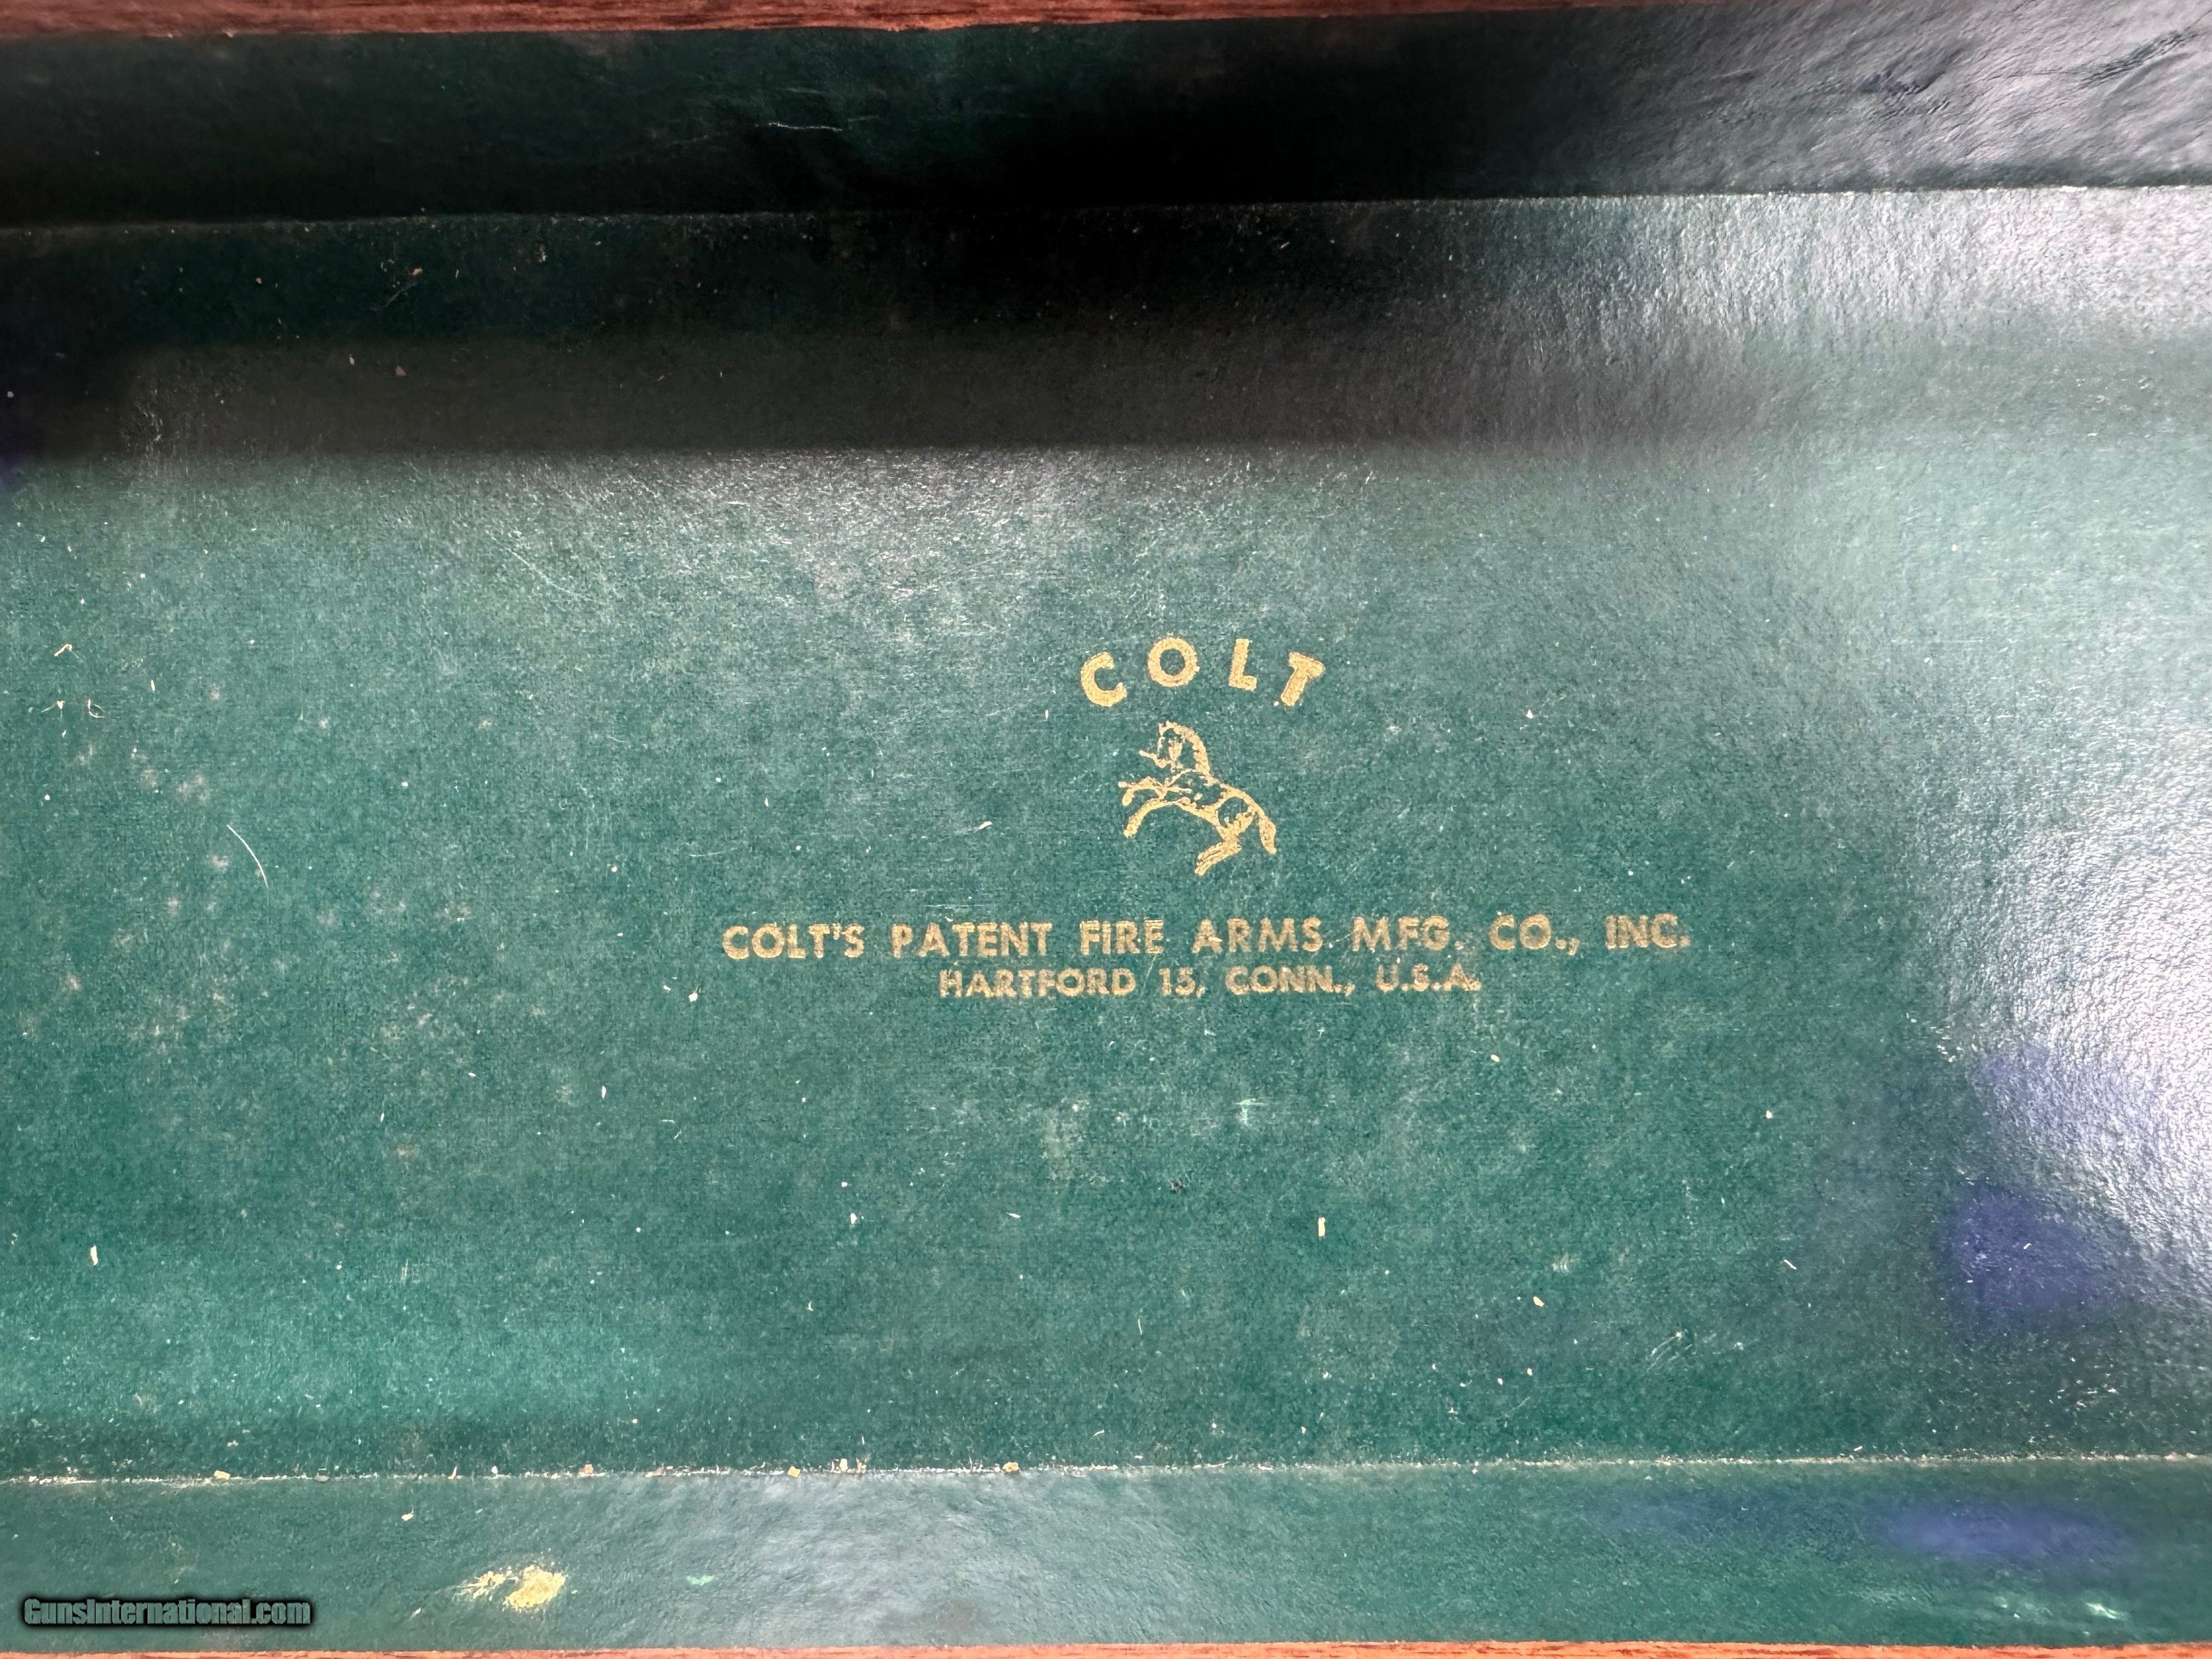 COLT
COLT'S PATENT FIRE ARMS MFG. CO., INC.
HARTFORD 15, CONN., U.S.A.
GunsInternational.com